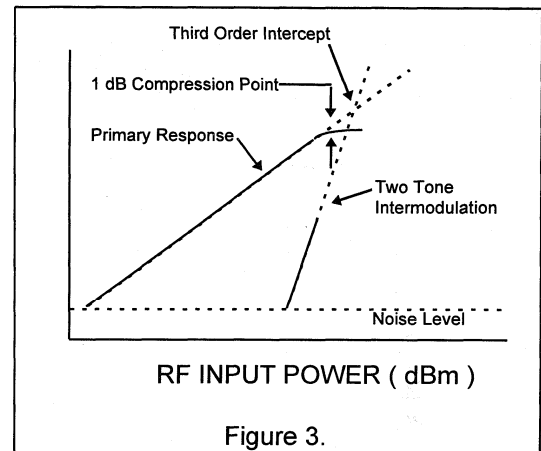 Third Order Intercept
1 dB Compression Point
Primary Response
Two Tone
Intermodulation
Noise Level
RF INPUT POWER ( dBm )
Figure 3.